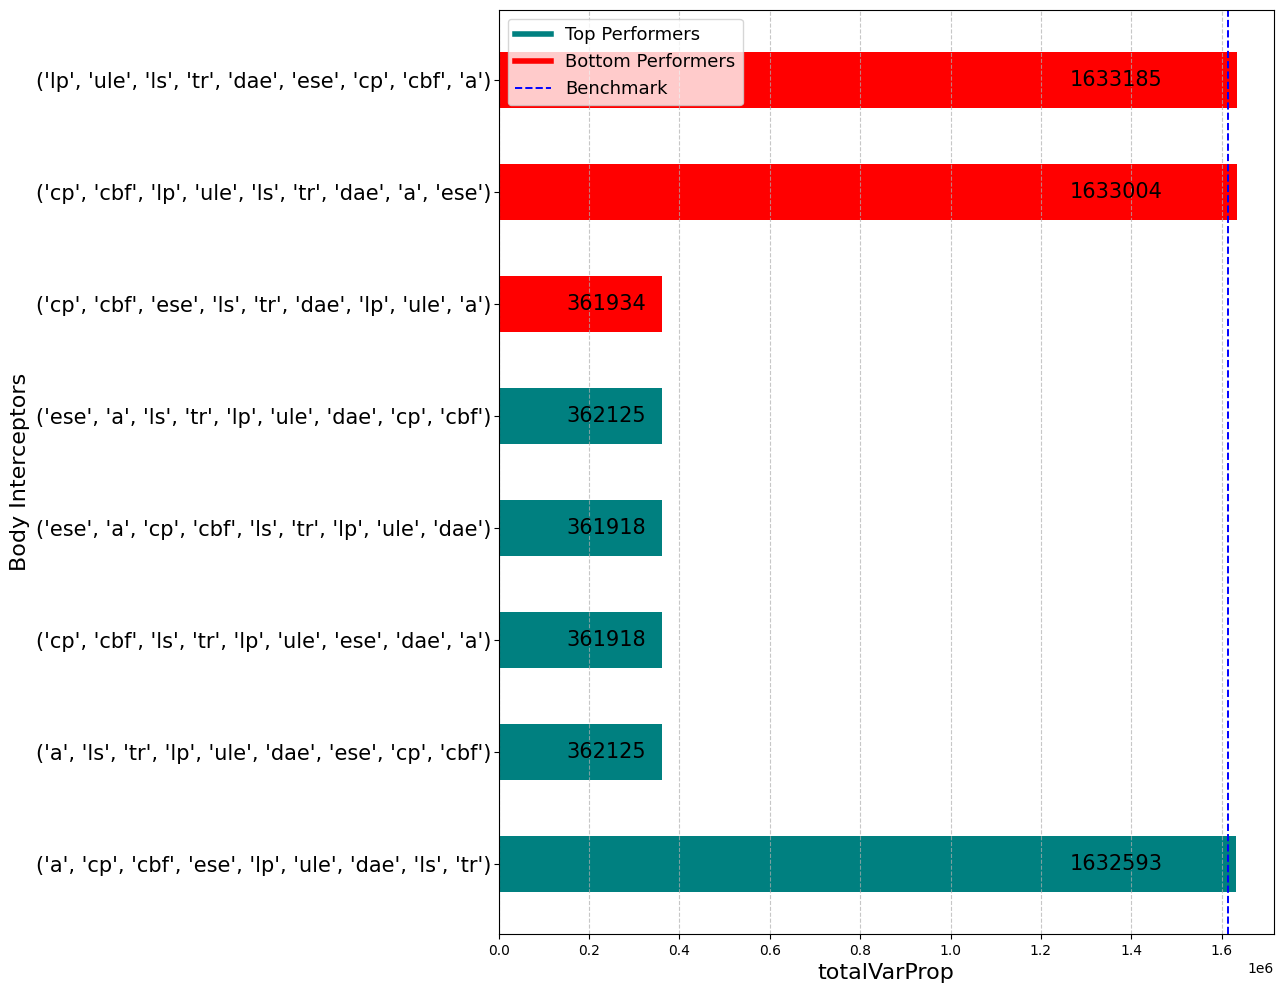 Top Performers
Bottom Performers
Benchmark
('lp', 'ule', 'ls', 'tr', 'dae', 'ese', 'cp', 'cbf', 'a') 1633185
('cp', 'cbf', 'lp', 'ule', 'ls', 'tr', 'dae', 'a', 'ese') 1633004
('cp', 'cbf', 'ese', 'ls', 'tr', 'dae', 'lp', 'ule', 'a') 361934
('ese', 'a', 'ls', 'tr', 'lp', 'ule', 'dae', 'cp', 'cbf') 362125
('ese', 'a', 'cp', 'cbf', 'ls', 'tr', 'lp', 'ule', 'dae') 361918
('cp', 'cbf', 'ls', 'tr', 'lp', 'ule', 'ese', 'dae', 'a') 361918
('a', 'ls', 'tr', 'lp', 'ule', 'dae', 'ese', 'cp', 'cbf') 362125
('a', 'cp', 'cbf', 'ese', 'lp', 'ule', 'dae', 'ls', 'tr') 1632593
Body Interceptors
0.0 0.2 0.4 0.6 0.8 1.0 1.2 1.4 1.6
1e6
totalVarProp